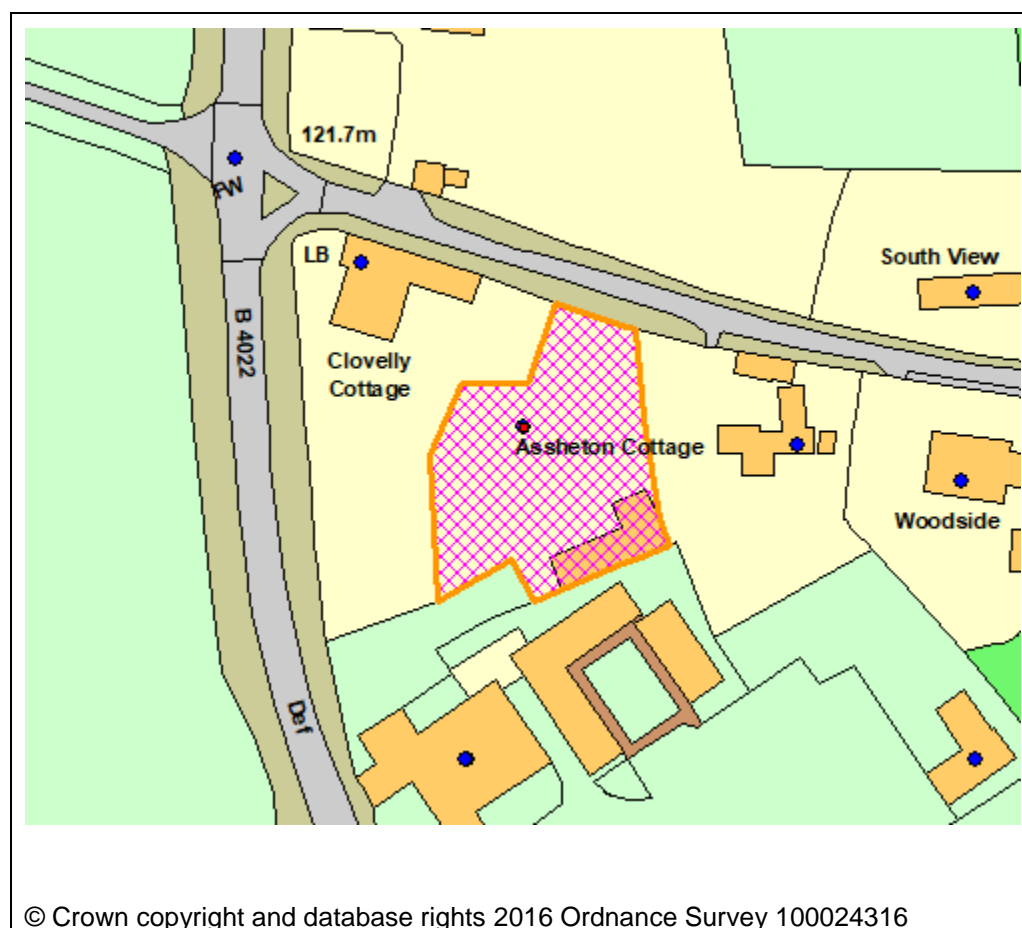 121.7m
PW
LB
South View
B 4022
Clovelly
Cottage
Assheton Cottage
Woodside
Def
© Crown copyright and database rights 2016 Ordnance Survey 100024316